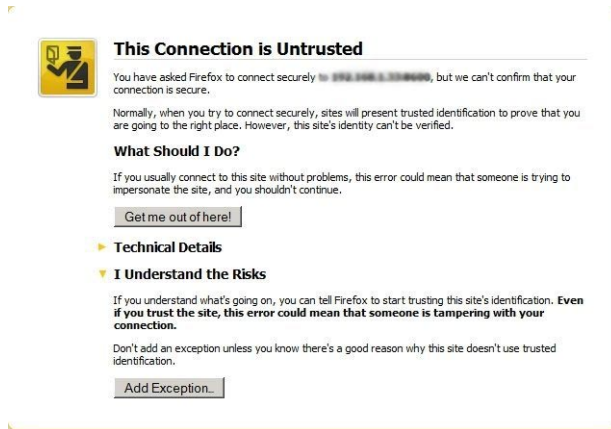 This Connection is Untrusted
You have asked Firefox to connect securely to , but we can't confirm that your
connection is secure.
Normally, when you try to connect securely, sites will present trusted identification to prove that you
are going to the right place. However, this site's identity can't be verified.
What Should I Do?
If you usually connect to this site without problems, this error could mean that someone is trying to
impersonate the site, and you shouldn't continue.
Get me out of here!
Technical Details
I Understand the Risks
If you understand what's going on, you can tell Firefox to start trusting this site's identification. Even
if you trust the site, this error could mean that someone is tampering with your
connection.
Don't add an exception unless you know there's a good reason why this site doesn't use trusted
identification.
Add Exception...